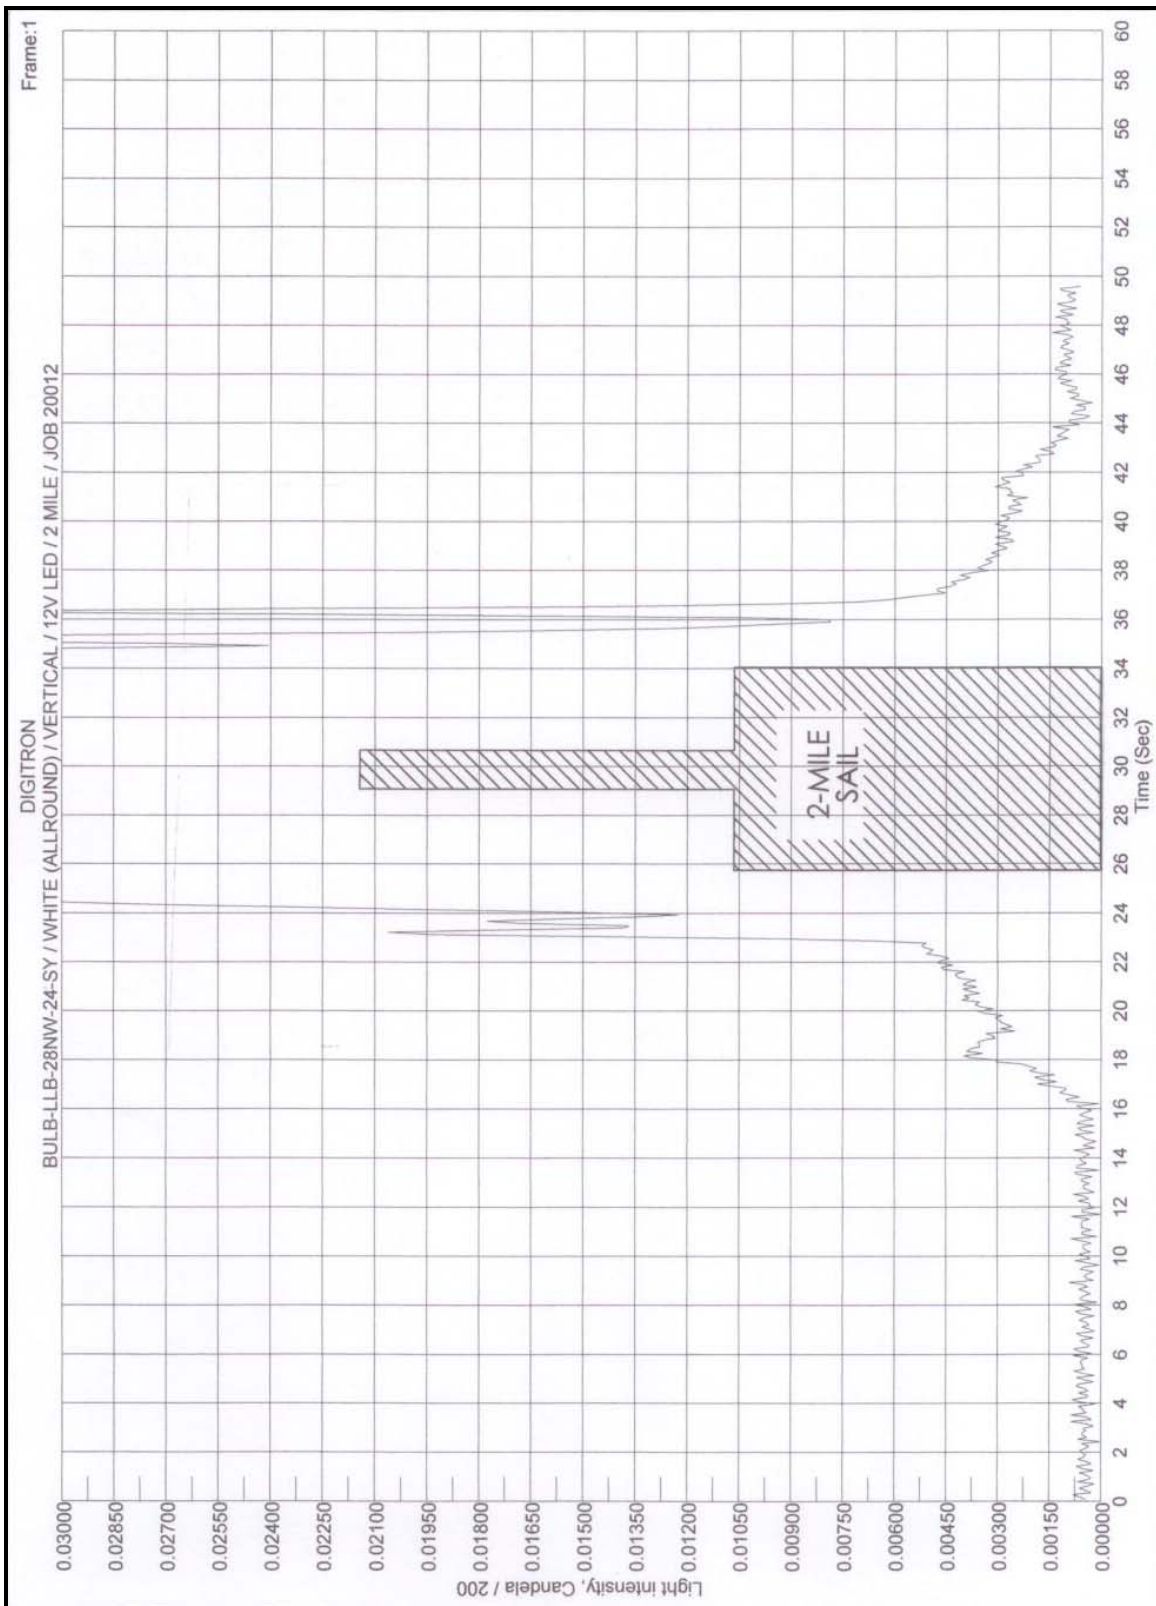 Frame:1
DIGITRON
BULB-LLB-28NW-24-SY / WHITE (ALLROUND) / VERTICAL / 12V LED / 2 MILE / JOB 20012
0.03000
0.02850
0.02700
0.02550
0.02400
0.02250
0.02100
0.01950
0.01800
0.01650
0.01500
0.01350
0.01200
0.01050
0.00900
0.00750
0.00600
0.00450
0.00300
0.00150
0.00000
Light intensity, Candela / 200
2-MILE
SAIL
0 2 4 6 8 10 12 14 16 18 20 22 24 26 28 30 32 34 36 38 40 42 44 46 48 50 52 54 56 58 60
Time (Sec)